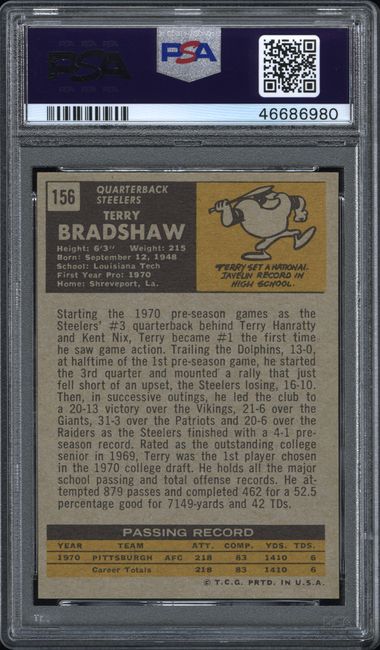 PSA
PSA
46686980
156
QUARTERBACK
STEELERS
TERRY
BRADSHAW
Height: 6'3" Weight: 215
Born: September 12, 1948
School: Louisiana Tech
First Year Pro: 1970
Home: Shreveport, La.
TERRY SET A NATIONAL
JAVELIN RECORD IN
HIGH SCHOOL.
Starting the 1970 pre-season games as the
Steelers' #3 quarterback behind Terry Hanratty
and Kent Nix, Terry became #1 the first time
he saw game action. Trailing the Dolphins, 13-0,
at halftime of the 1st pre-season game, he started
the 3rd quarter and mounted a rally that just
fell short of an upset, the Steelers losing, 16-10.
Then, in successive outings, he led the club to
a 20-13 victory over the Vikings, 21-6 over the
Giants, 31-3 over the Patriots and 20-6 over the
Raiders as the Steelers finished with a 4-1 pre-
season record. Rated as the outstanding college
senior in 1969, Terry was the 1st player chosen
in the 1970 college draft. He holds all the major
school passing and total offense records. He at-
tempted 879 passes and completed 462 for a 52.5
percentage good for 7149-yards and 42 TDs.
PASSING RECORD
YEAR TEAM ATT. COMP. YDS. TDS.
1970 PITTSBURGH AFC 218 83 1410 6
Career Totals 218 83 1410 6
© T.C.G. PRTD. IN U.S.A.